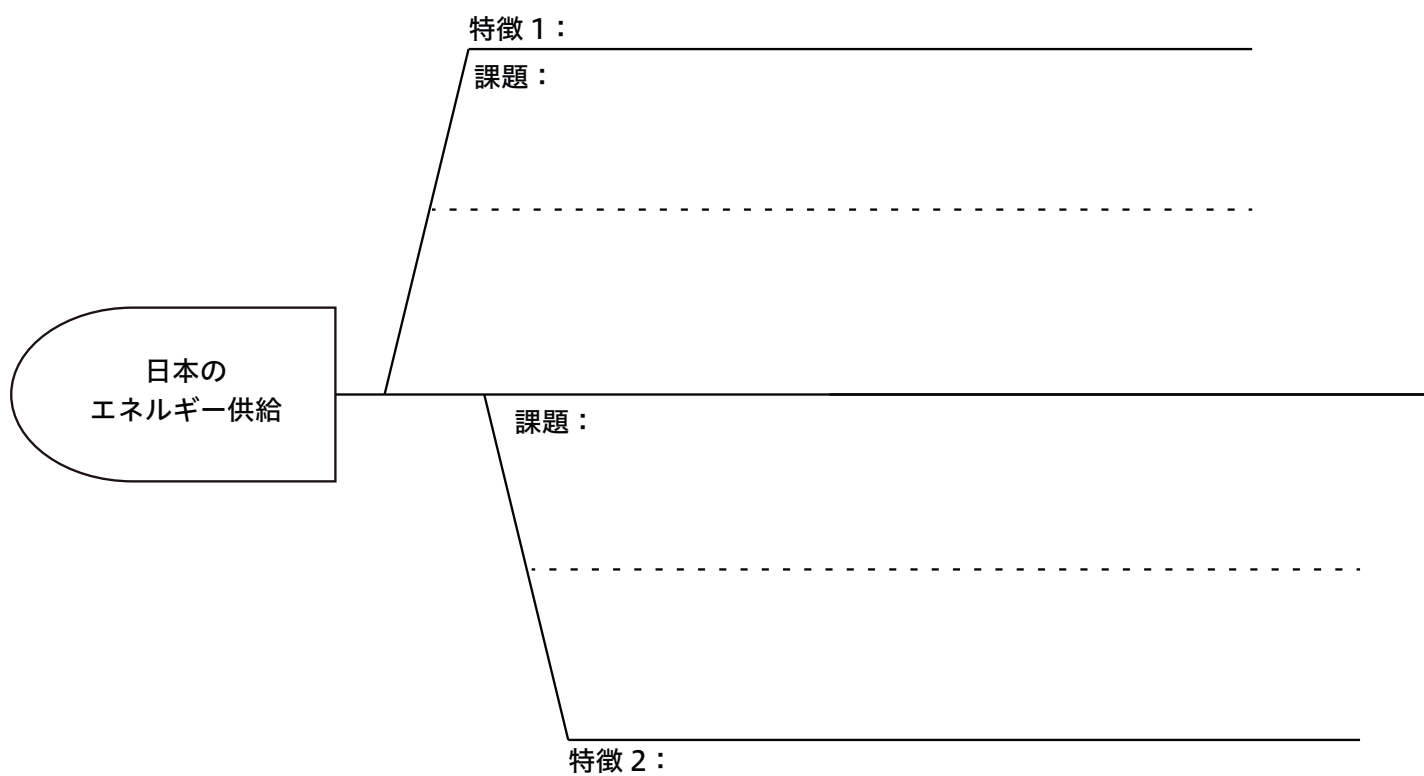 特徴 1：
課題：
日本の
エネルギー供給
課題：
特徴 2：